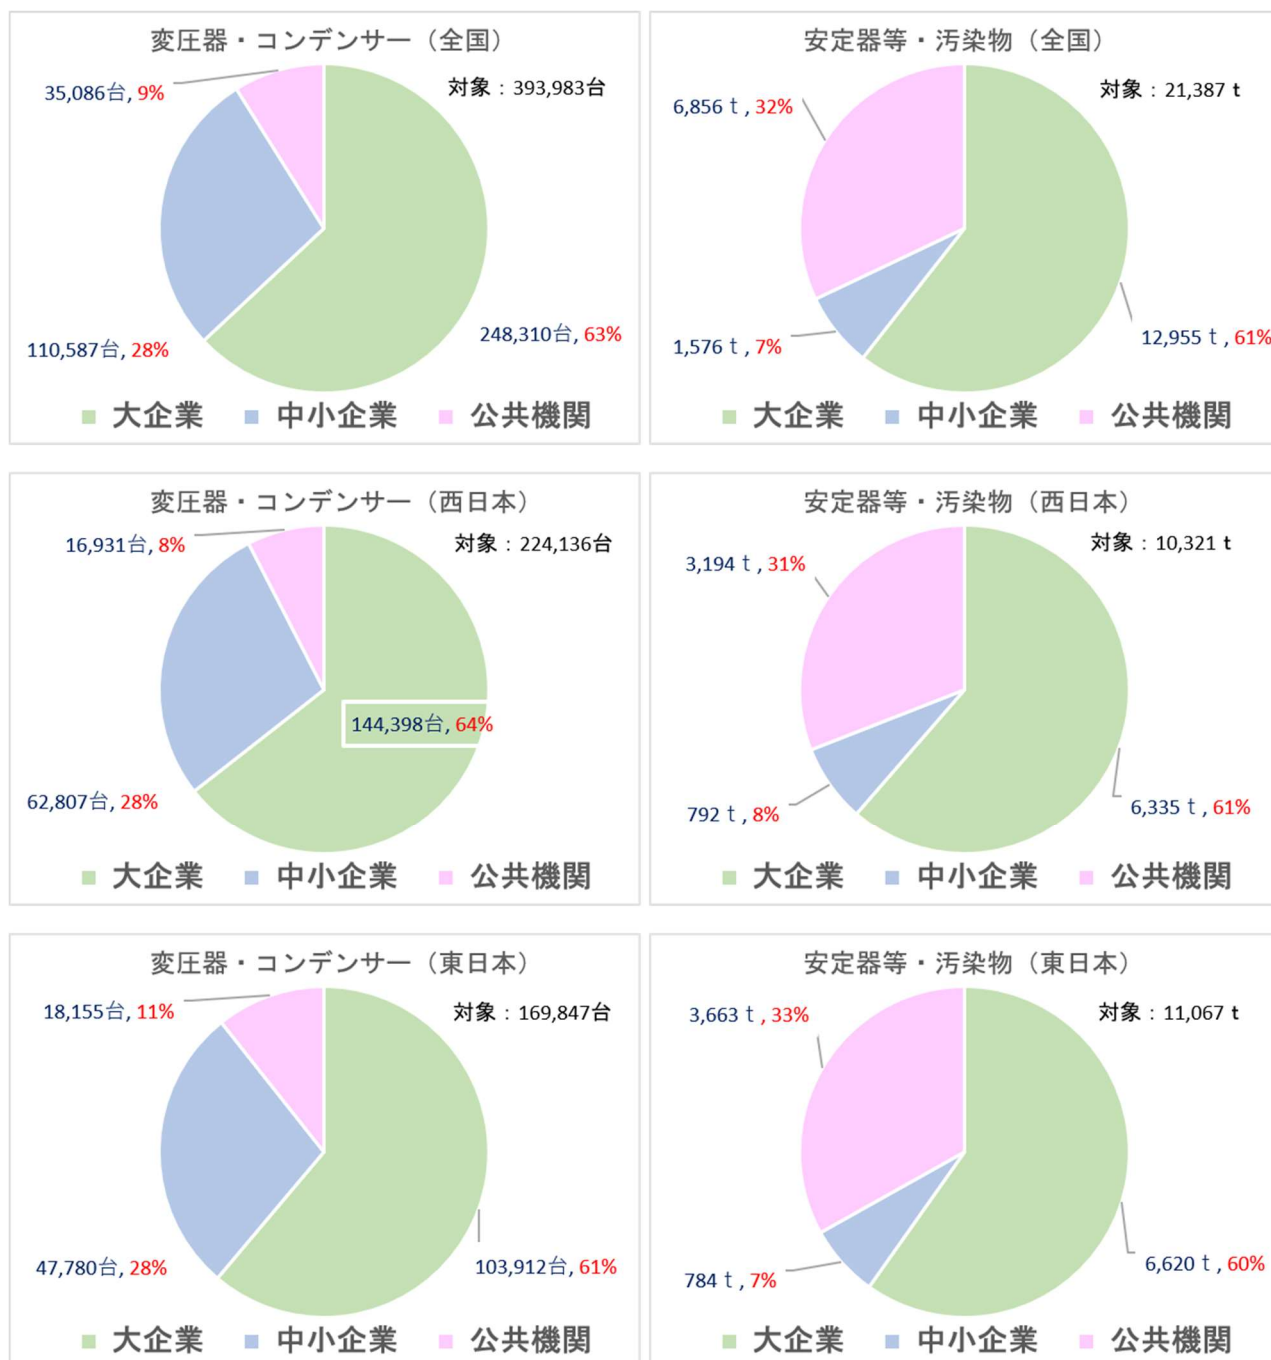 変圧器・コンデンサー（全国）
対象：393,983台
35,086台, 9%
110,587台, 28%
248,310台, 63%
大企業 中小企業 公共機関
安定器等・汚染物（全国）
対象：21,387 t
6,856 t , 32%
1,576 t , 7%
12,955 t , 61%
大企業 中小企業 公共機関
変圧器・コンデンサー（西日本）
対象：224,136台
16,931台, 8%
144,398台, 64%
62,807台, 28%
大企業 中小企業 公共機関
安定器等・汚染物（西日本）
対象：10,321 t
3,194 t , 31%
792 t , 8%
6,335 t , 61%
大企業 中小企業 公共機関
変圧器・コンデンサー（東日本）
対象：169,847台
18,155台, 11%
47,780台, 28%
103,912台, 61%
大企業 中小企業 公共機関
安定器等・汚染物（東日本）
対象：11,067 t
3,663 t , 33%
784 t , 7%
6,620 t , 60%
大企業 中小企業 公共機関